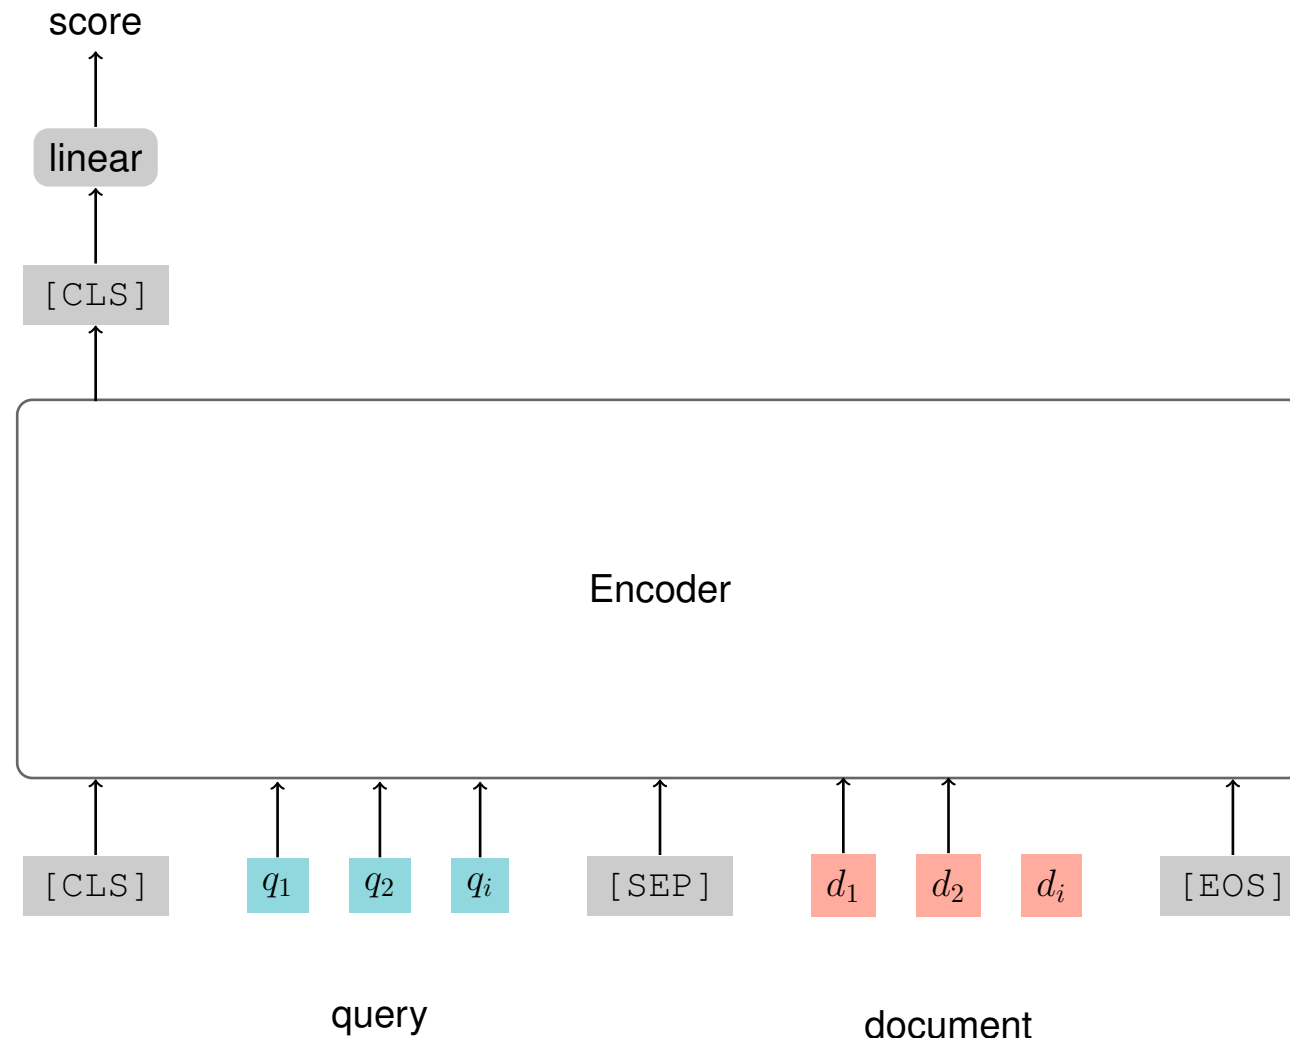 score
linear
[CLS]
Encoder
[CLS] q₁ q₂ qᵢ [SEP] d₁ d₂ dᵢ [EOS]
query document